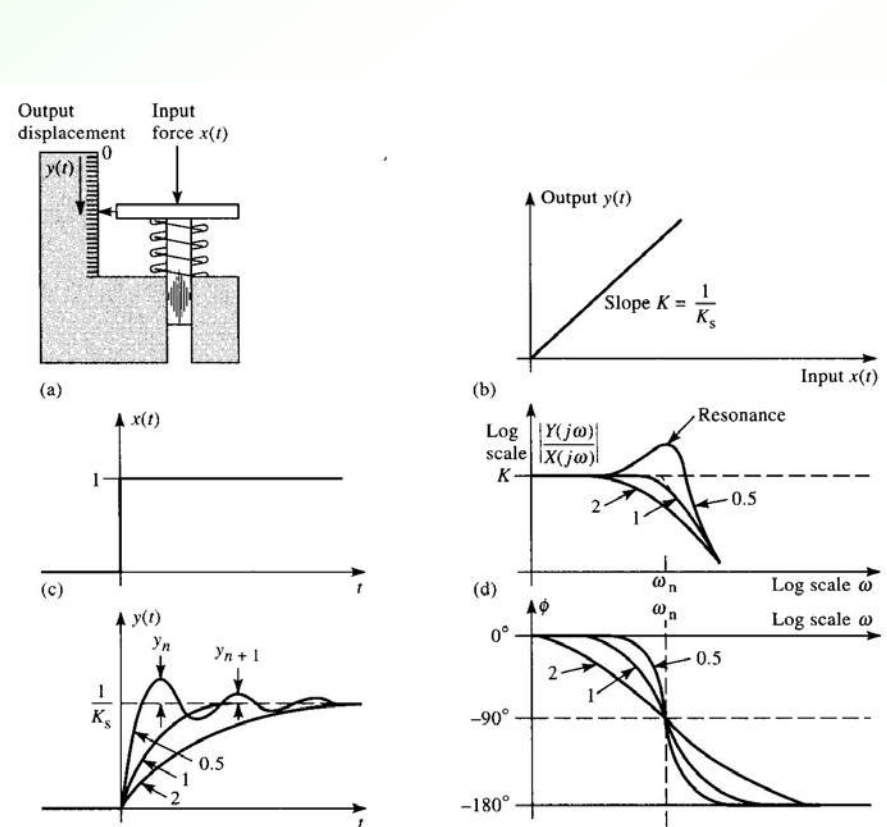 Output
displacement
Input
force x(t)
0
y(t)
(a)
Output y(t)
Slope K = 1/K_s
Input x(t)
(b)
x(t)
1
t
(c)
Resonance
Log
scale
|Y(jω)/X(jω)|
K
2
1
0.5
ω_n
Log scale ω
(d)
y(t)
y_n
y_{n + 1}
1/K_s
0.5
1
2
t
ϕ
ω_n
Log scale ω
0°
2
1
0.5
−90°
−180°